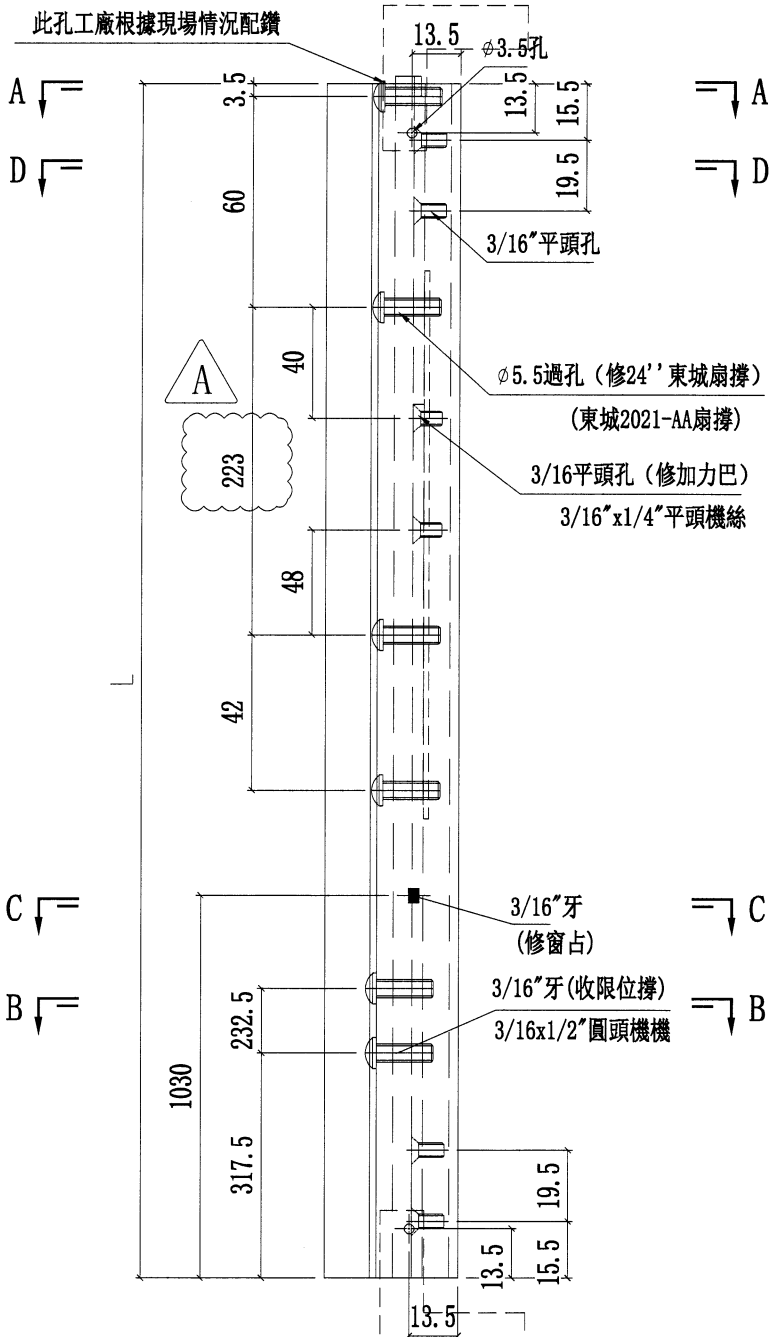 此孔工廠根據現場情況配鑽
13.5
φ3.5孔
A
A
3.5
13.5
15.5
D
D
60
19.5
3/16"平頭孔
40
A
φ5.5過孔（修24''東城扇撐）
(東城2021-AA扇撐)
223
3/16平頭孔（修加力巴）
3/16"x1/4"平頭機絲
48
L
42
C
C
3/16"牙
(修窗占)
B
B
232.5
3/16"牙(收限位撐)
3/16x1/2"圓頭機機
1030
317.5
19.5
13.5
15.5
13.5